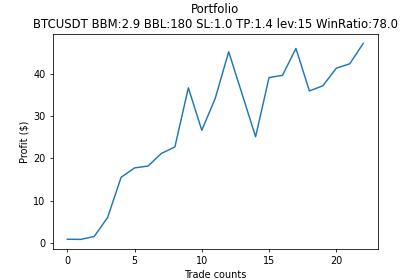 Portfolio
BTCUSDT BBM:2.9 BBL:180 SL:1.0 TP:1.4 lev:15 WinRatio:78.0
Profit ($)
40
30
20
10
0
0 5 10 15 20
Trade counts